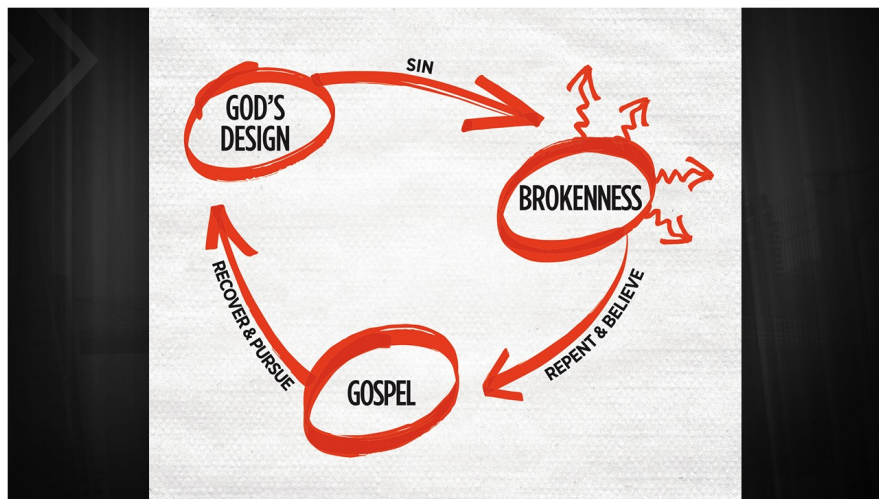 SIN
GOD'S
DESIGN
BROKENNESS
REPENT & BELIEVE
GOSPEL
RECOVER & PURSUE